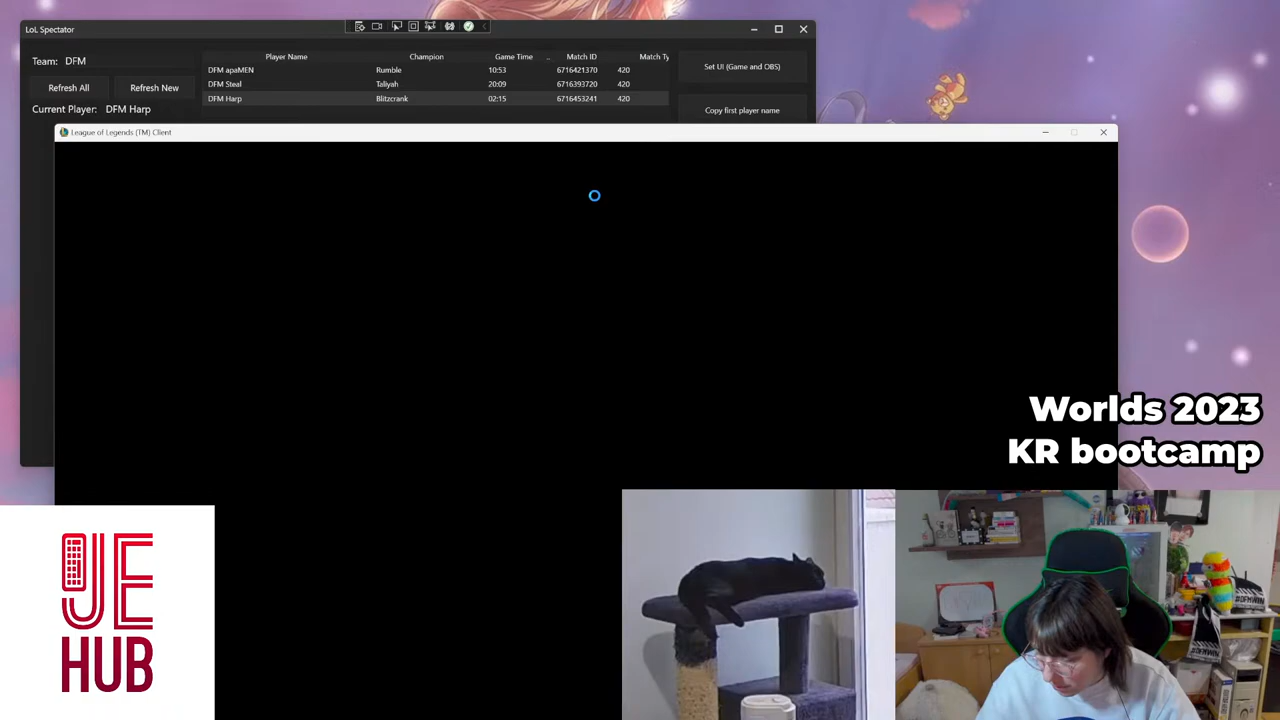 LoL Spectator
Team: DFM
Refresh All
Refresh New
Current Player: DFM Harp
Player Name Champion Game Time .. Match ID Match Ty
DFM apaMEN Rumble 10:53 6716421370 420
DFM Steal Taliyah 20:09 6716393720 420
DFM Harp Blitzcrank 02:15 6716453241 420
Set UI (Game and OBS)
Copy first player name
League of Legends (TM) Client
Worlds 2023
KR bootcamp
JE
HUB